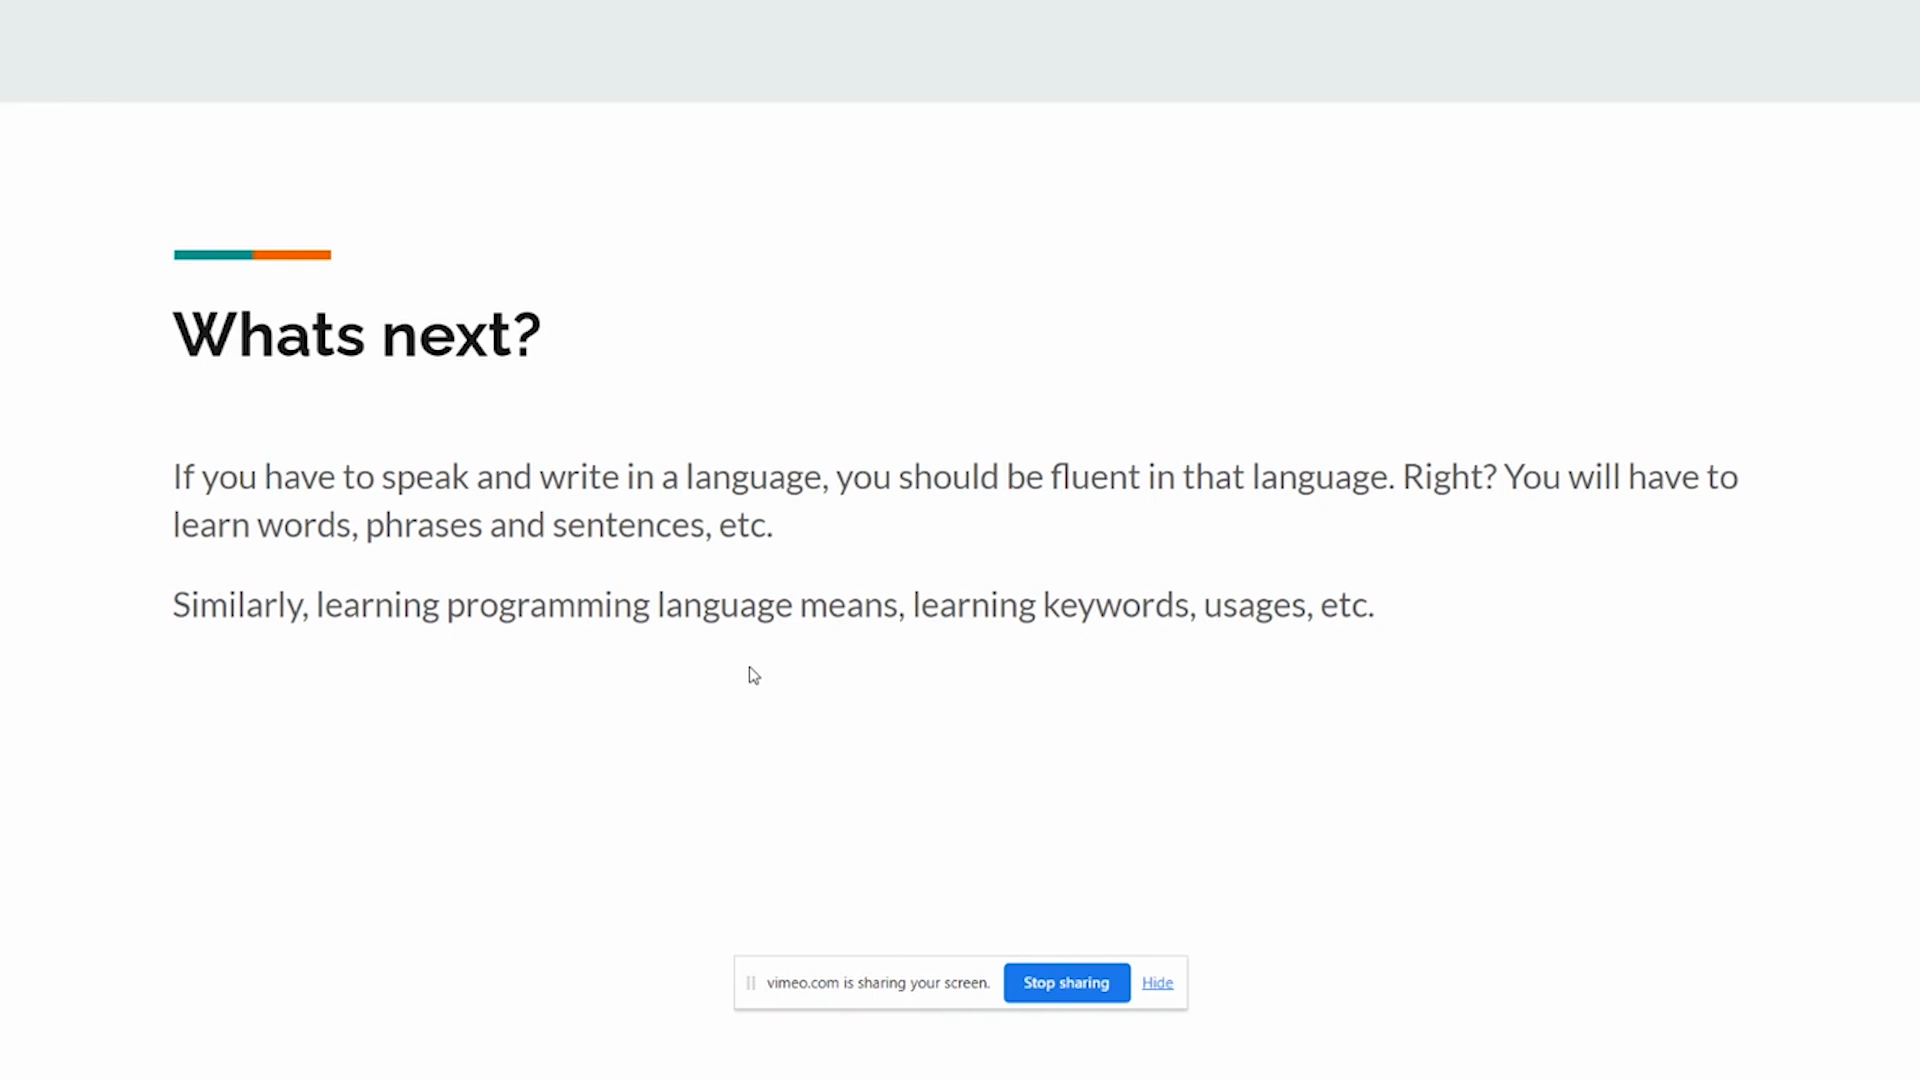 Whats next?
If you have to speak and write in a language, you should be fluent in that language. Right? You will have to
learn words, phrases and sentences, etc.
Similarly, learning programming language means, learning keywords, usages, etc.
vimeo.com is sharing your screen. Stop sharing Hide